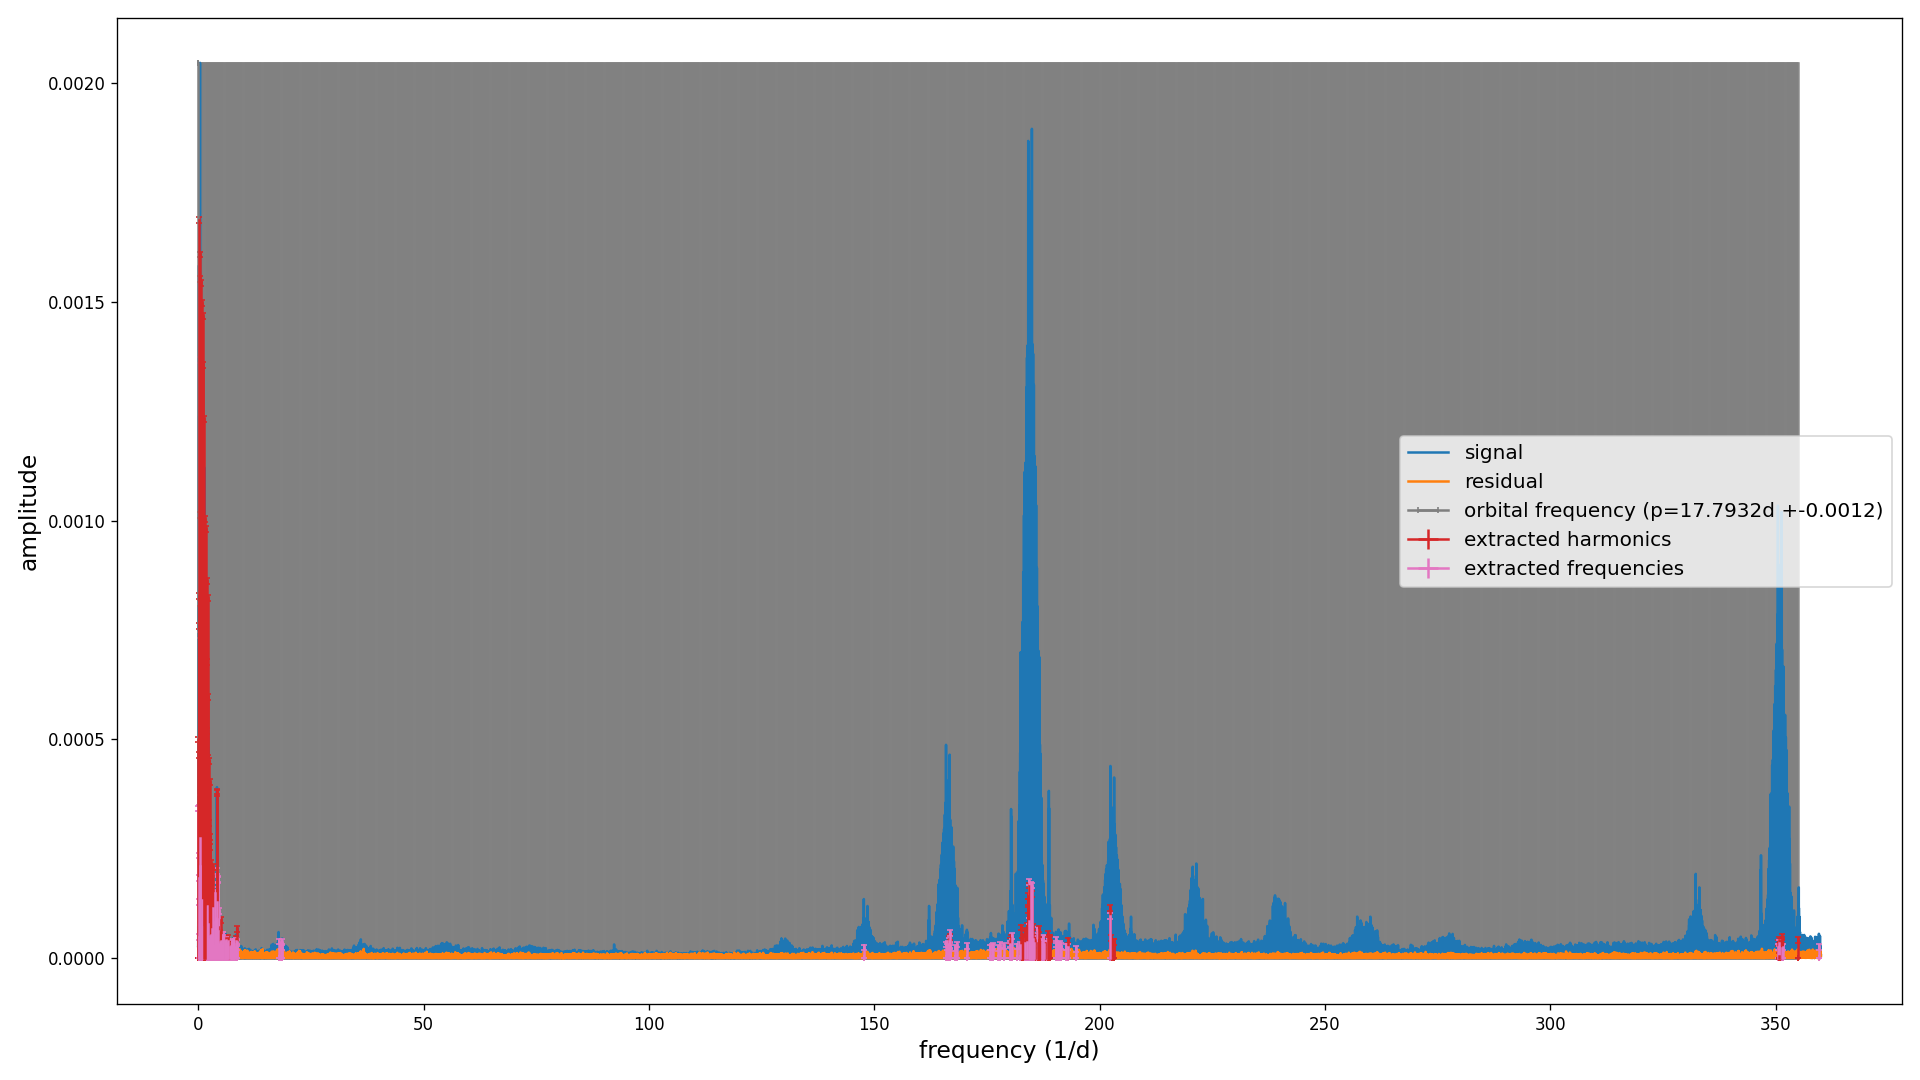 0.0020
0.0015
0.0010
0.0005
0.0000
amplitude
signal
residual
orbital frequency (p=17.7932d +-0.0012)
extracted harmonics
extracted frequencies
0 50 100 150 200 250 300 350
frequency (1/d)